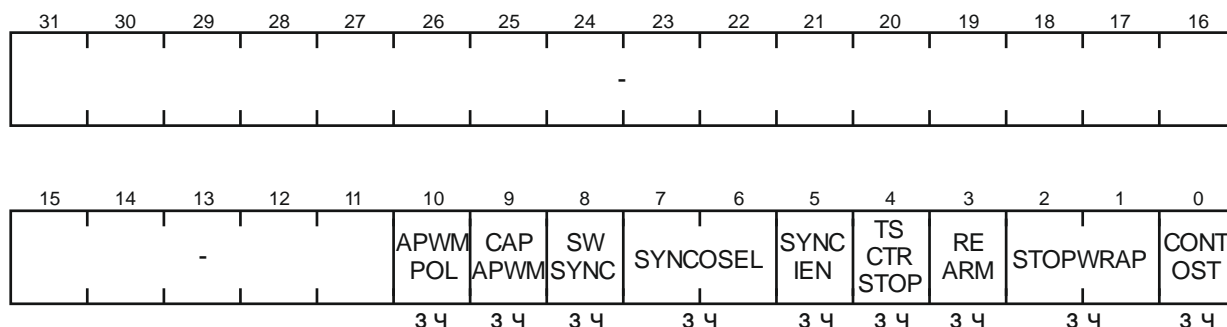 31 30 29 28 27 26 25 24 23 22 21 20 19 18 17 16
-
15 14 13 12 11 10 9 8 7 6 5 4 3 2 1 0
- APWM POL CAP APWM SW SYNC SYNCOSEL SYNC IEN TS CTR STOP RE ARM STOPWRAP CONT OST
З Ч З Ч З Ч З Ч З Ч З Ч З Ч З Ч З Ч